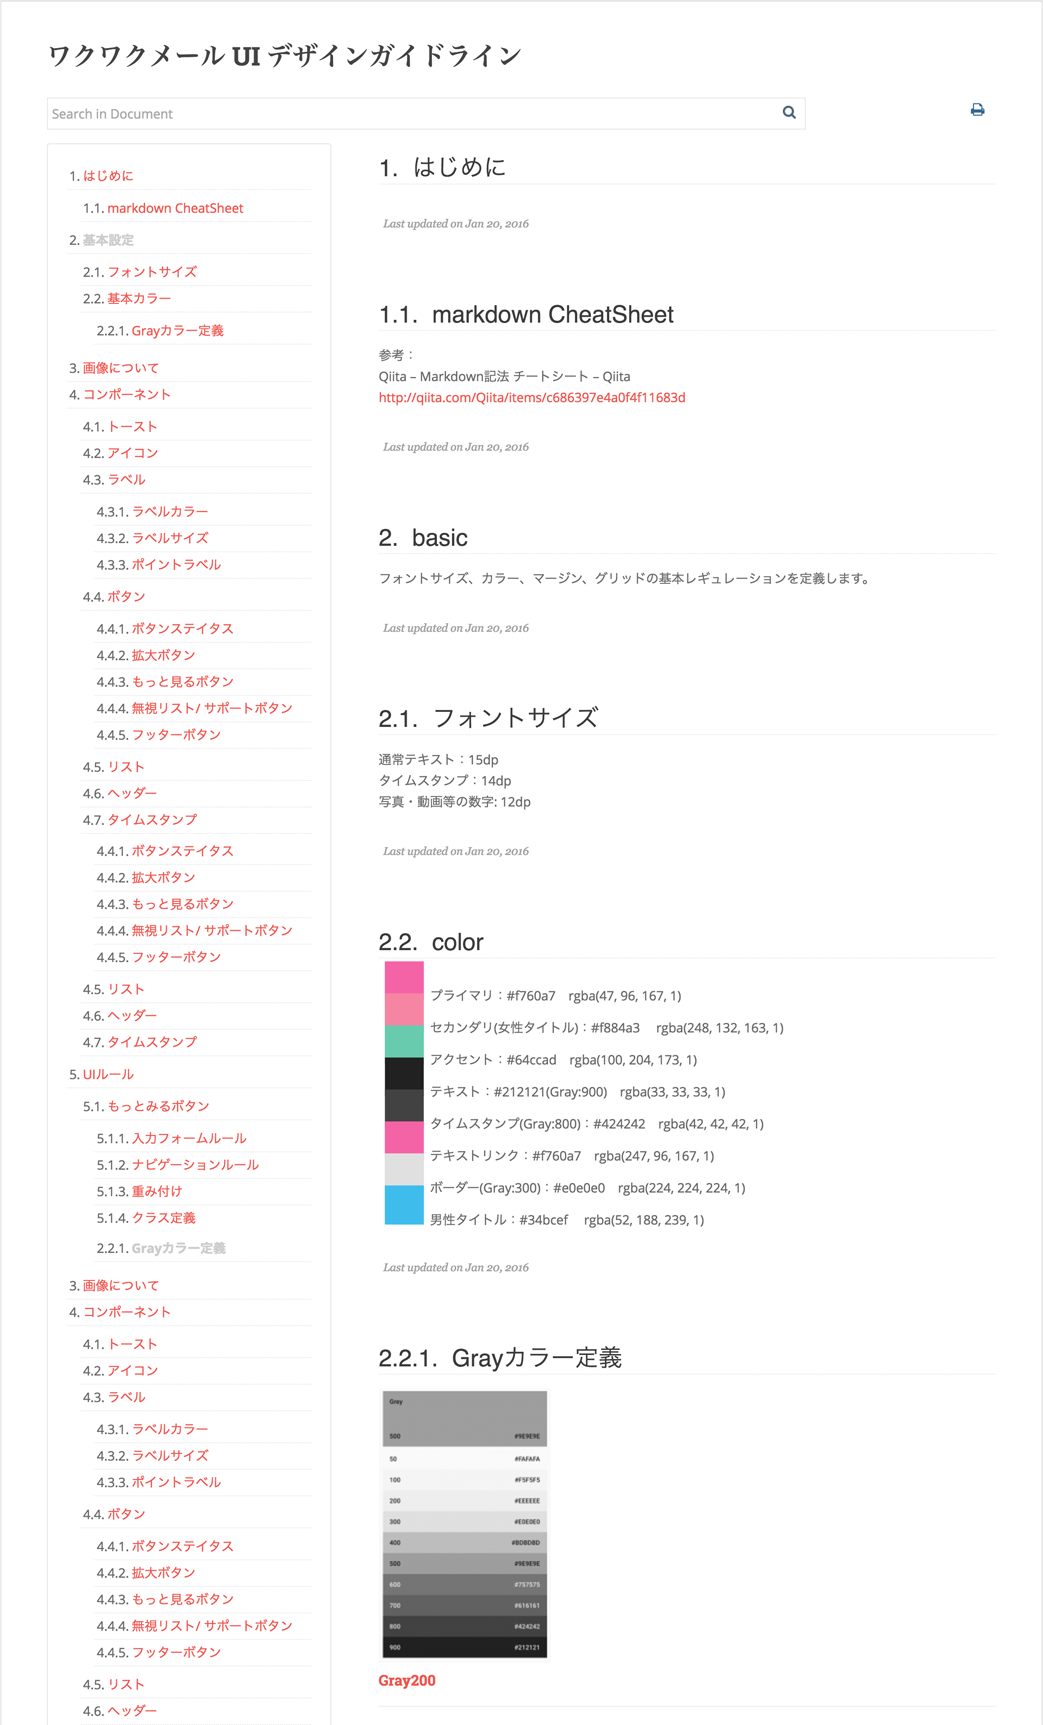 ワクワクメール UI デザインガイドライン
Search in Document
1. はじめに
1.1. markdown CheatSheet
2. 基本設定
2.1. フォントサイズ
2.2. 基本カラー
2.2.1. Grayカラー定義
3. 画像について
4. コンポーネント
4.1. トースト
4.2. アイコン
4.3. ラベル
4.3.1. ラベルカラー
4.3.2. ラベルサイズ
4.3.3. ポイントラベル
4.4. ボタン
4.4.1. ボタンステイタス
4.4.2. 拡大ボタン
4.4.3. もっと見るボタン
4.4.4. 無視リスト/ サポートボタン
4.4.5. フッターボタン
4.5. リスト
4.6. ヘッダー
4.7. タイムスタンプ
4.4.1. ボタンステイタス
4.4.2. 拡大ボタン
4.4.3. もっと見るボタン
4.4.4. 無視リスト/ サポートボタン
4.4.5. フッターボタン
4.5. リスト
4.6. ヘッダー
4.7. タイムスタンプ
5. UIルール
5.1. もっとみるボタン
5.1.1. 入力フォームルール
5.1.2. ナビゲーションルール
5.1.3. 重み付け
5.1.4. クラス定義
2.2.1. Grayカラー定義
3. 画像について
4. コンポーネント
4.1. トースト
4.2. アイコン
4.3. ラベル
4.3.1. ラベルカラー
4.3.2. ラベルサイズ
4.3.3. ポイントラベル
4.4. ボタン
4.4.1. ボタンステイタス
4.4.2. 拡大ボタン
4.4.3. もっと見るボタン
4.4.4. 無視リスト/ サポートボタン
4.4.5. フッターボタン
4.5. リスト
4.6. ヘッダー
1. はじめに
Last updated on Jan 20, 2016
1.1. markdown CheatSheet
参考：
Qiita – Markdown記法 チートシート – Qiita
http://qiita.com/Qiita/items/c686397e4a0f4f11683d
Last updated on Jan 20, 2016
2. basic
フォントサイズ、カラー、マージン、グリッドの基本レギュレーションを定義します。
Last updated on Jan 20, 2016
2.1. フォントサイズ
通常テキスト：15dp
タイムスタンプ：14dp
写真・動画等の数字: 12dp
Last updated on Jan 20, 2016
2.2. color
プライマリ：#f760a7 rgba(47, 96, 167, 1)
セカンダリ(女性タイトル)：#f884a3 rgba(248, 132, 163, 1)
アクセント：#64ccad rgba(100, 204, 173, 1)
テキスト：#212121(Gray:900) rgba(33, 33, 33, 1)
タイムスタンプ(Gray:800)：#424242 rgba(42, 42, 42, 1)
テキストリンク：#f760a7 rgba(247, 96, 167, 1)
ボーダー(Gray:300)：#e0e0e0 rgba(224, 224, 224, 1)
男性タイトル：#34bcef rgba(52, 188, 239, 1)
Last updated on Jan 20, 2016
2.2.1. Grayカラー定義
Grey
500 #9E9E9E
50 #FAFAFA
100 #F5F5F5
200 #EEEEEE
300 #E0E0E0
400 #BDBDBD
500 #9E9E9E
600 #757575
700 #616161
800 #424242
900 #212121
Gray200